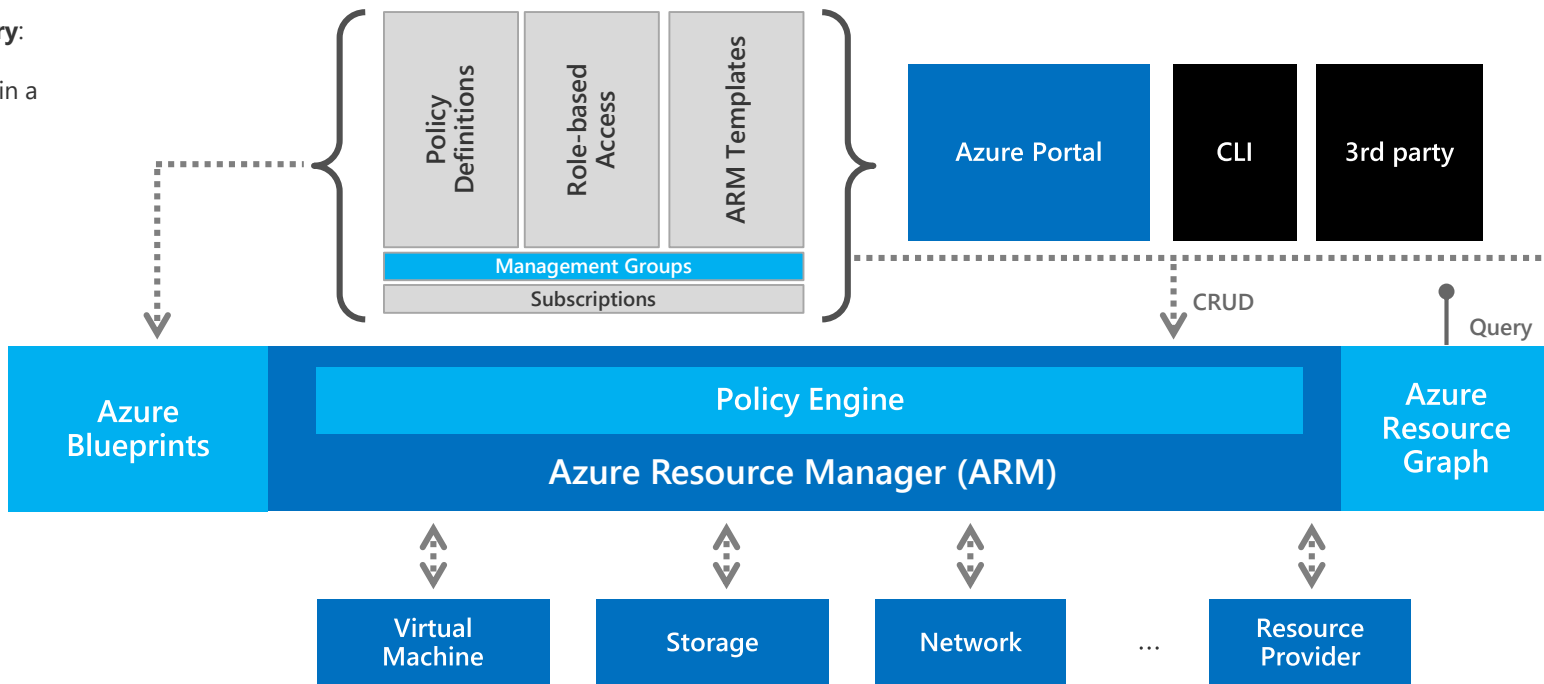 ry:
in a
Policy
Definitions
Role-based
Access
ARM Templates
Management Groups
Subscriptions
Azure Portal
CLI
3rd party
CRUD
Query
Azure
Blueprints
Policy Engine
Azure Resource Manager (ARM)
Azure
Resource
Graph
Virtual
Machine
Storage
Network
...
Resource
Provider